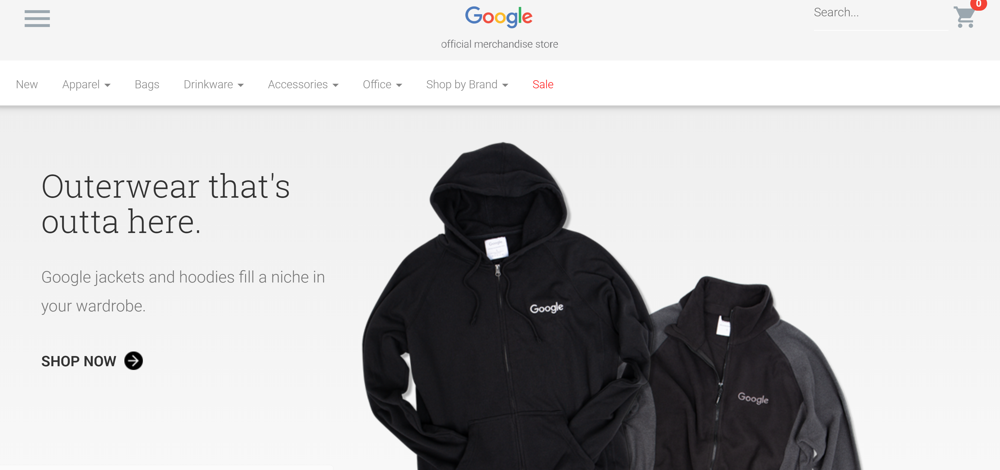 Google
official merchandise store
Search...
0
New Apparel Bags Drinkware Accessories Office Shop by Brand Sale
Outerwear that's
outta here.
Google jackets and hoodies fill a niche in
your wardrobe.
SHOP NOW
Google
Google
Google